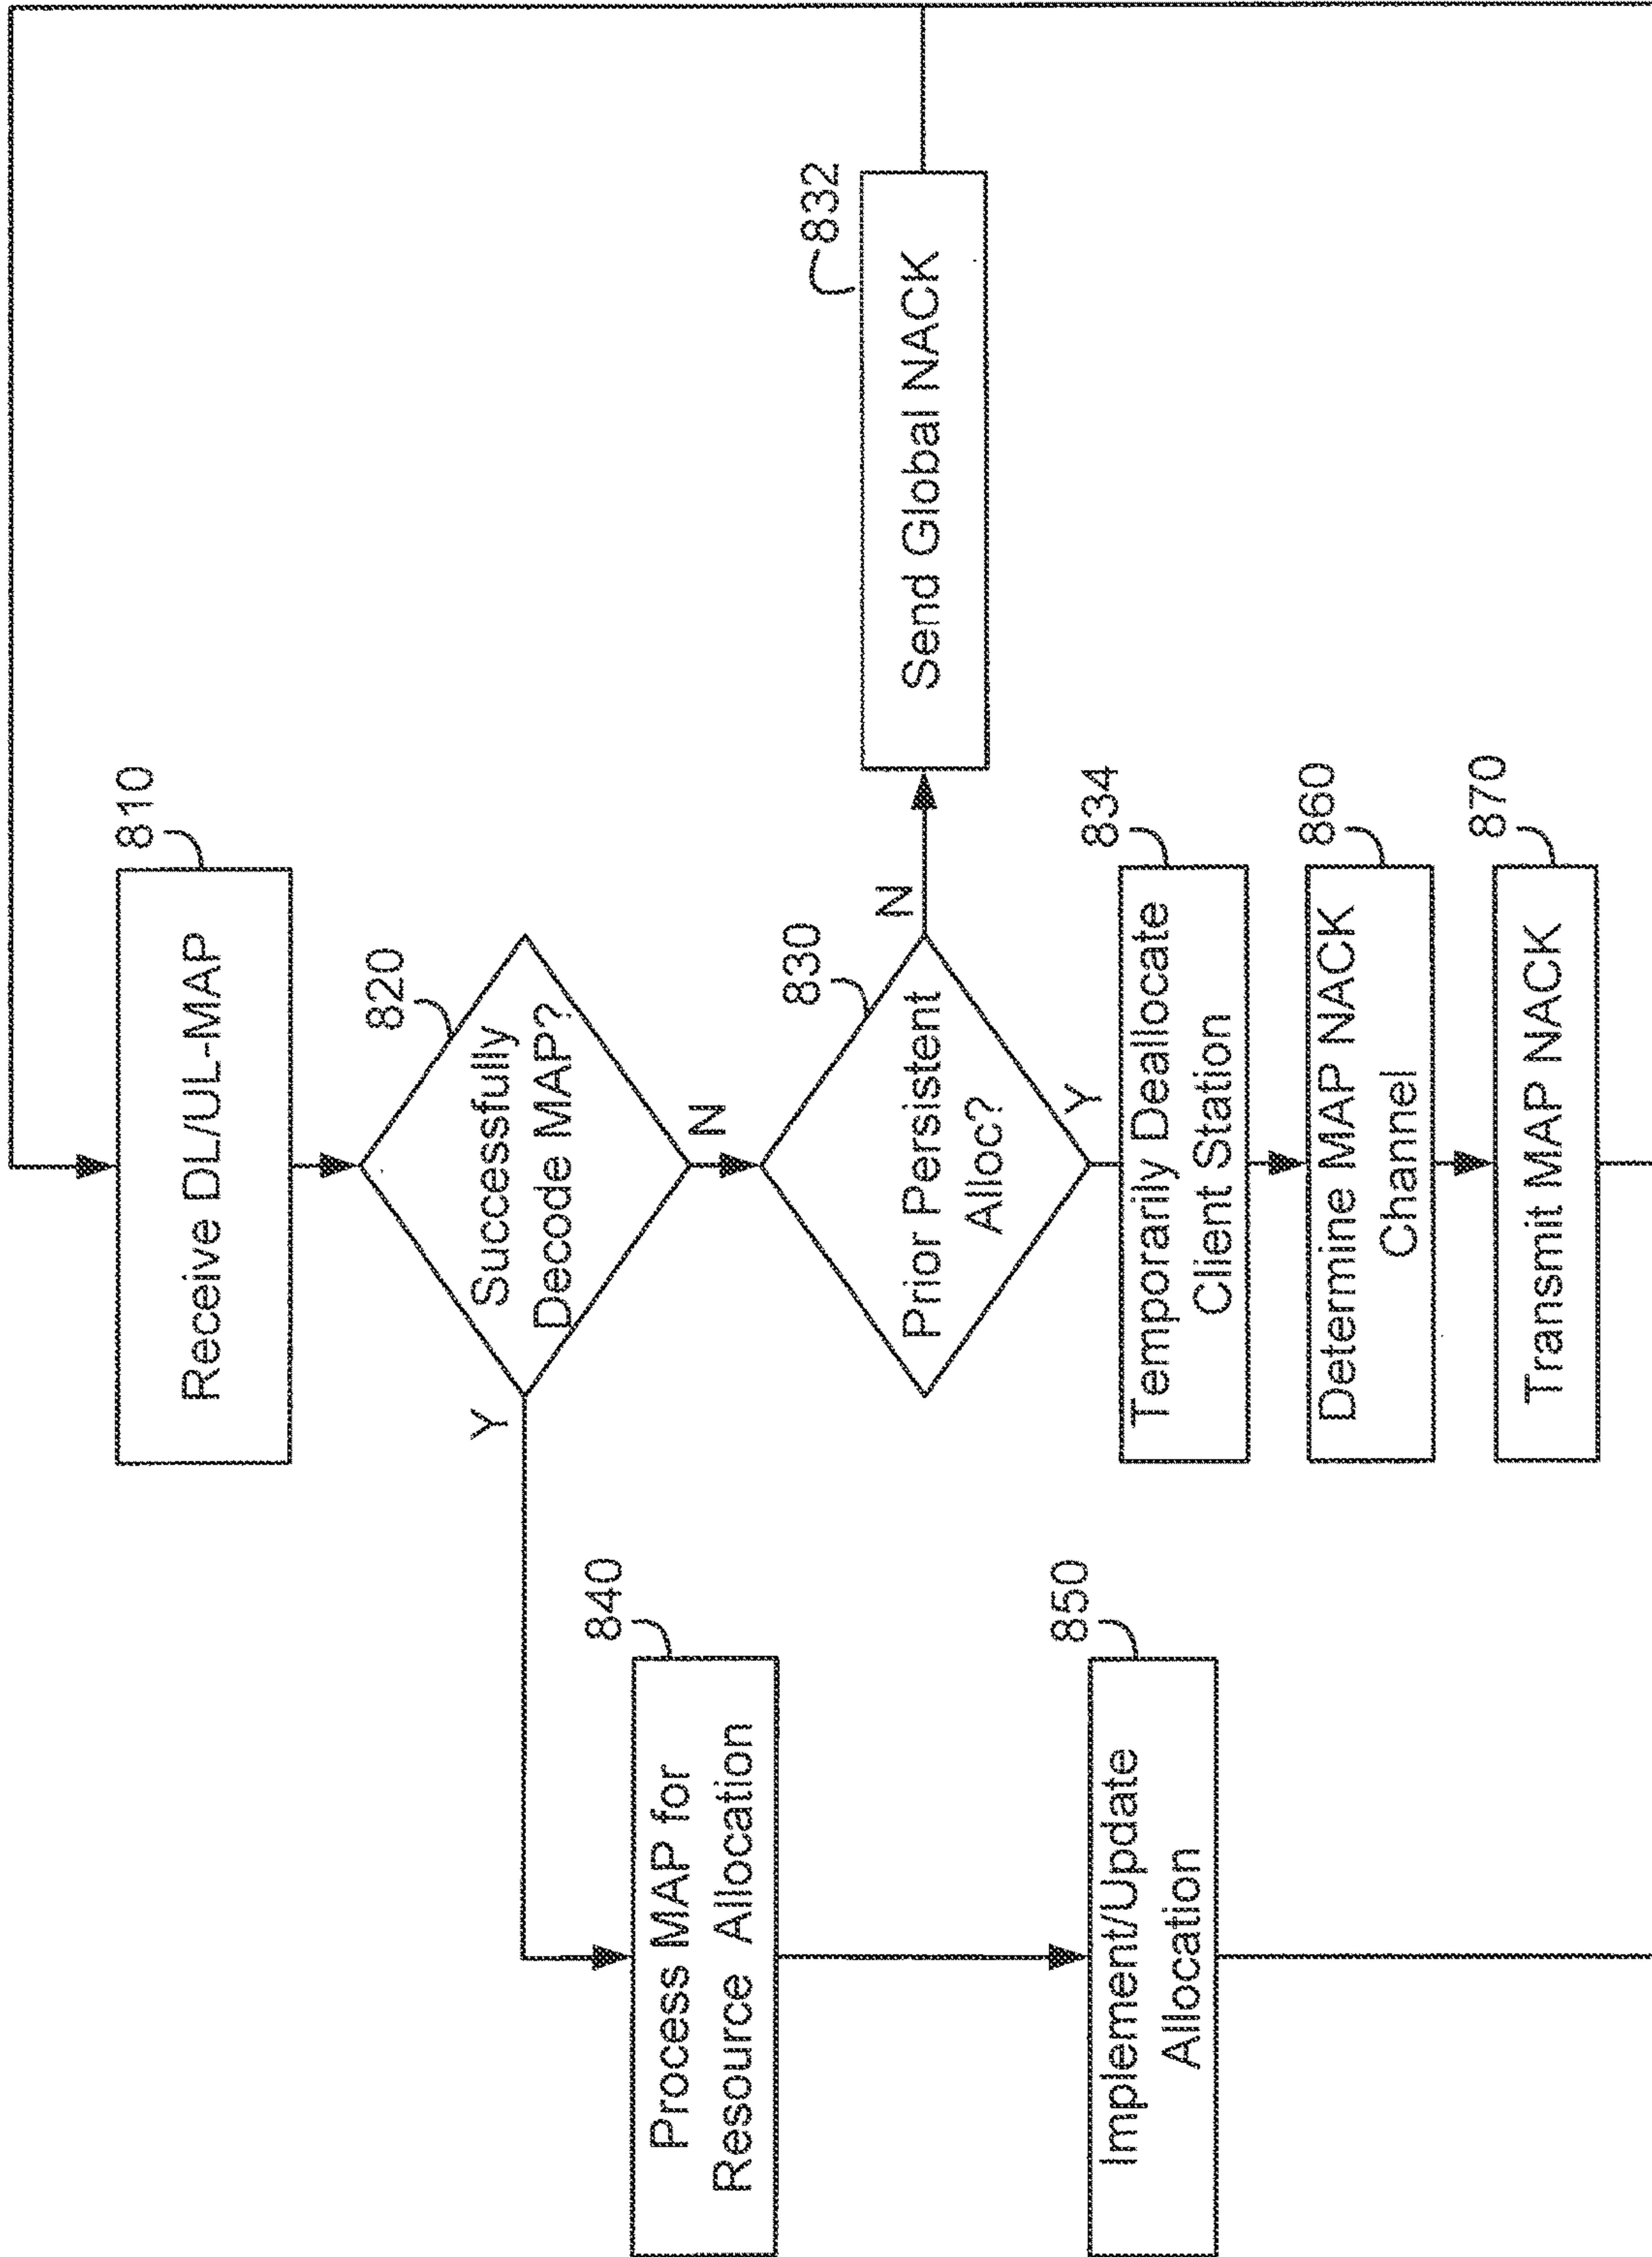 810
Receive DL/UL-MAP
820
Successfully
Decode MAP?
Y
N
840
Process MAP for
Resource Allocation
830
Prior Persistent
Alloc?
N
Y
832
Send Global NACK
850
Implement/Update
Allocation
834
Temporarily Deallocate
Client Station
860
Determine MAP NACK
Channel
870
Transmit MAP NACK